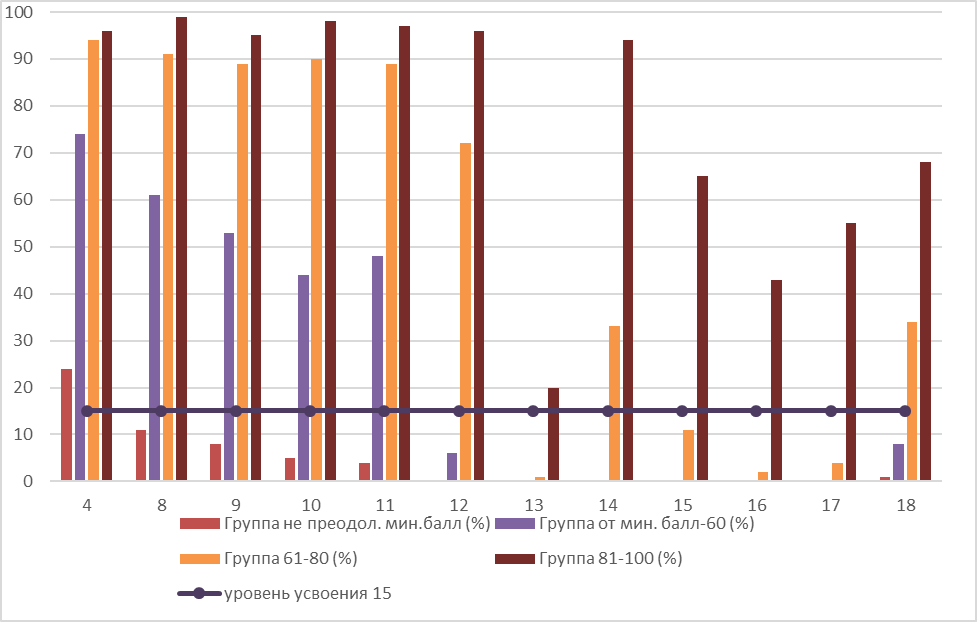 100
90
80
70
60
50
40
30
20
10
0
4 8 9 10 11 12 13 14 15 16 17 18
Группа не преодол. мин.балл (%) Группа от мин. балл-60 (%)
Группа 61-80 (%) Группа 81-100 (%)
уровень усвоения 15